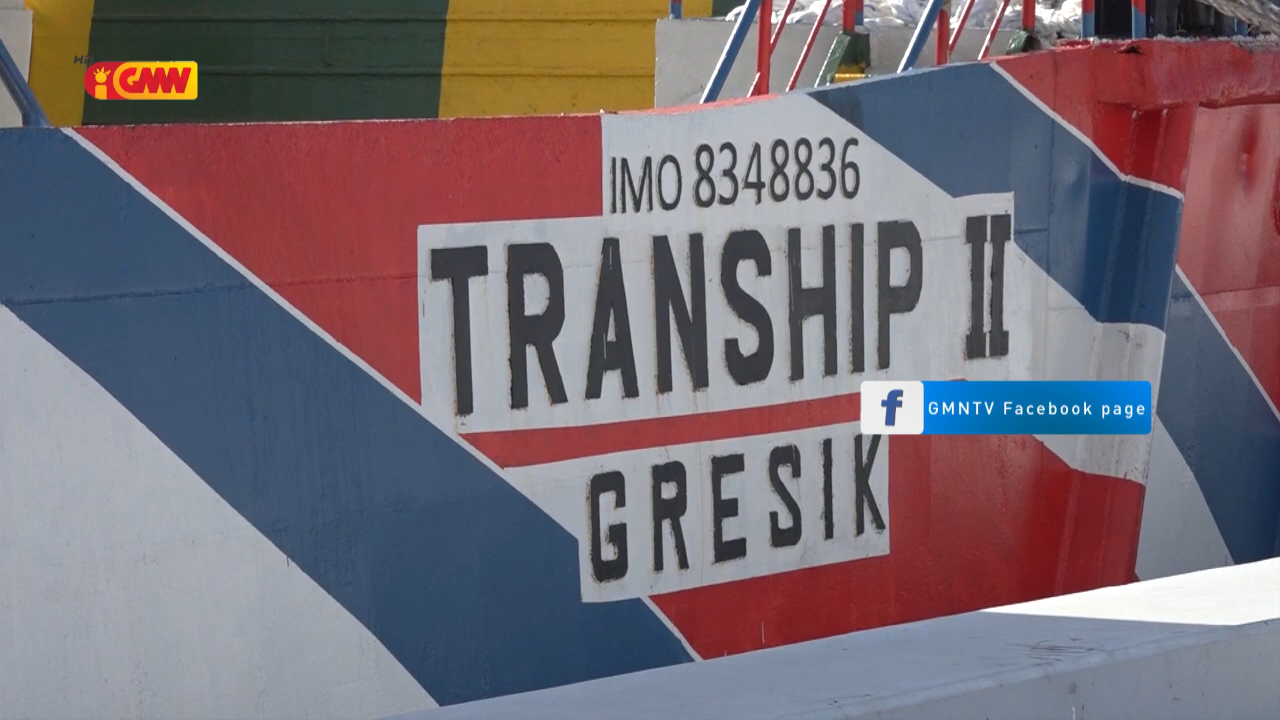 GMN
IMO 8348836
TRANSHIP II
GMNTV Facebook page
GRESIK